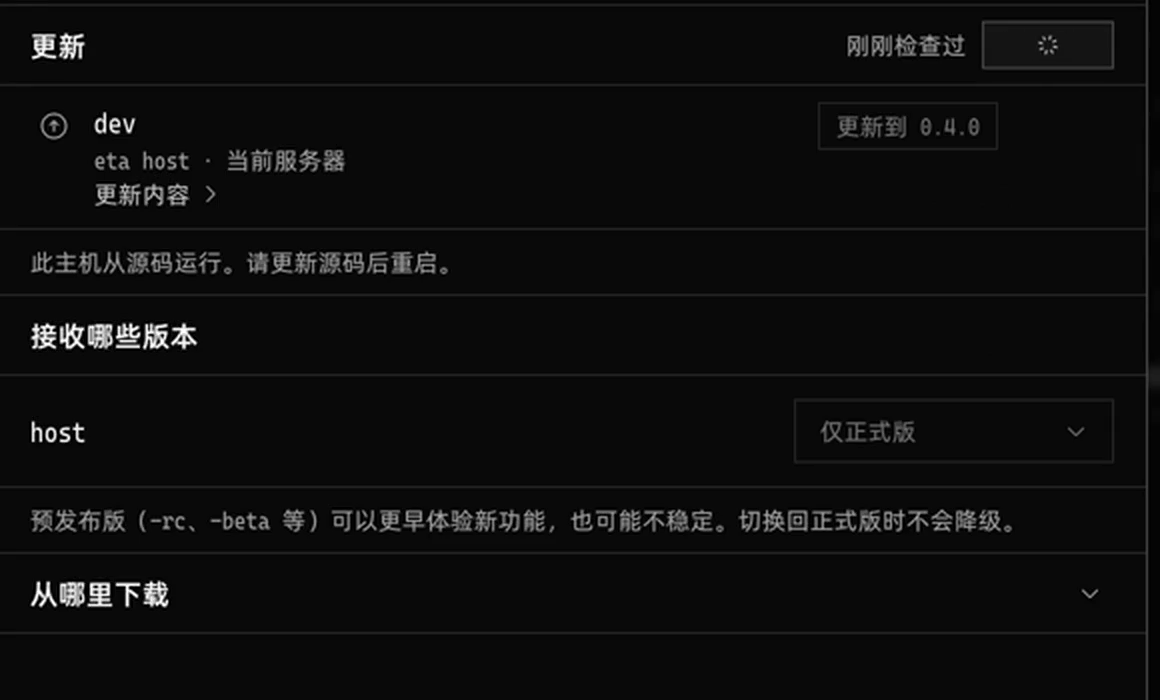 更新
刚刚检查过
dev
更新到 0.4.0
eta host · 当前服务器
更新内容 >
此主机从源码运行。请更新源码后重启。
接收哪些版本
host
仅正式版
预发布版（-rc、-beta 等）可以更早体验新功能，也可能不稳定。切换回正式版时不会降级。
从哪里下载